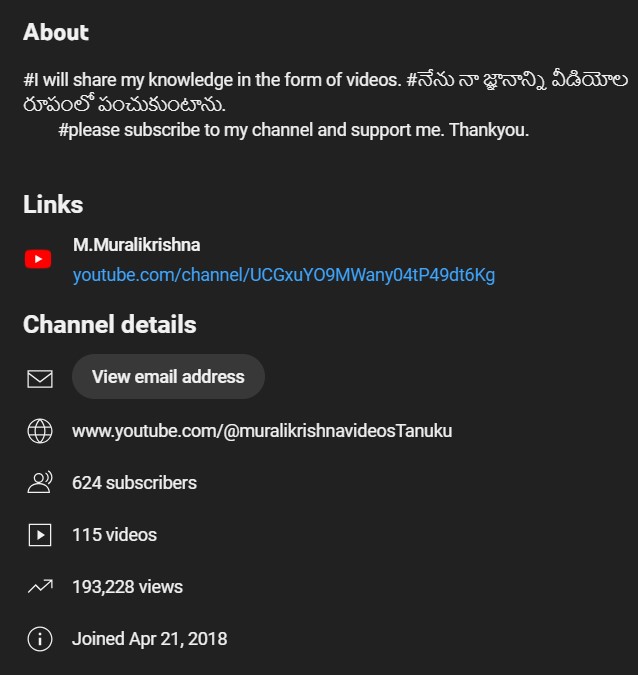 About
#I will share my knowledge in the form of videos. #నేను నా జ్ఞానాన్ని వీడియోల
రూపంలో పంచుకుంటాను.
#please subscribe to my channel and support me. Thankyou.
Links
M.Muralikrishna
youtube.com/channel/UCGxuYO9MWany04tP49dt6Kg
Channel details
View email address
www.youtube.com/@muralikrishnavideosTanuku
624 subscribers
115 videos
193,228 views
Joined Apr 21, 2018